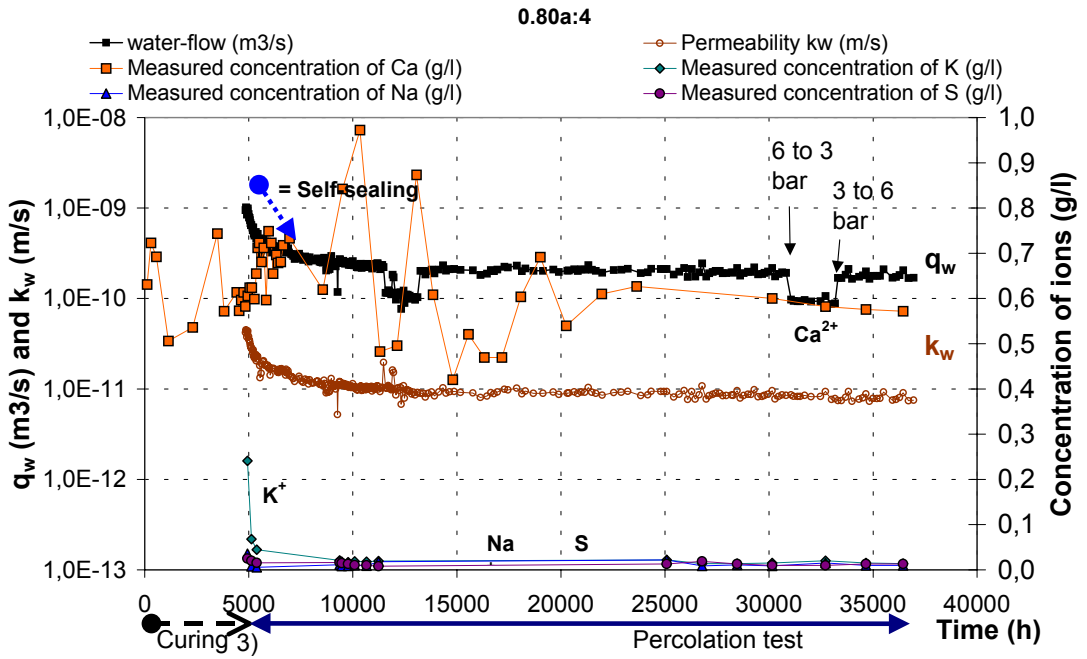 0.80a:4
water-flow (m3/s)
Permeability kw (m/s)
Measured concentration of Ca (g/l)
Measured concentration of K (g/l)
Measured concentration of Na (g/l)
Measured concentration of S (g/l)
1,0E-08
1,0E-09
1,0E-10
1,0E-11
1,0E-12
1,0E-13
q_w (m3/s) and k_w (m/s)
1,0
0,9
0,8
0,7
0,6
0,5
0,4
0,3
0,2
0,1
0,0
Concentration of ions (g/l)
= Self-sealing
6 to 3
bar
3 to 6
bar
q_w
Ca²⁺
k_w
K⁺
Na
S
0 5000 10000 15000 20000 25000 30000 35000 40000
Curing 3)
Percolation test
Time (h)